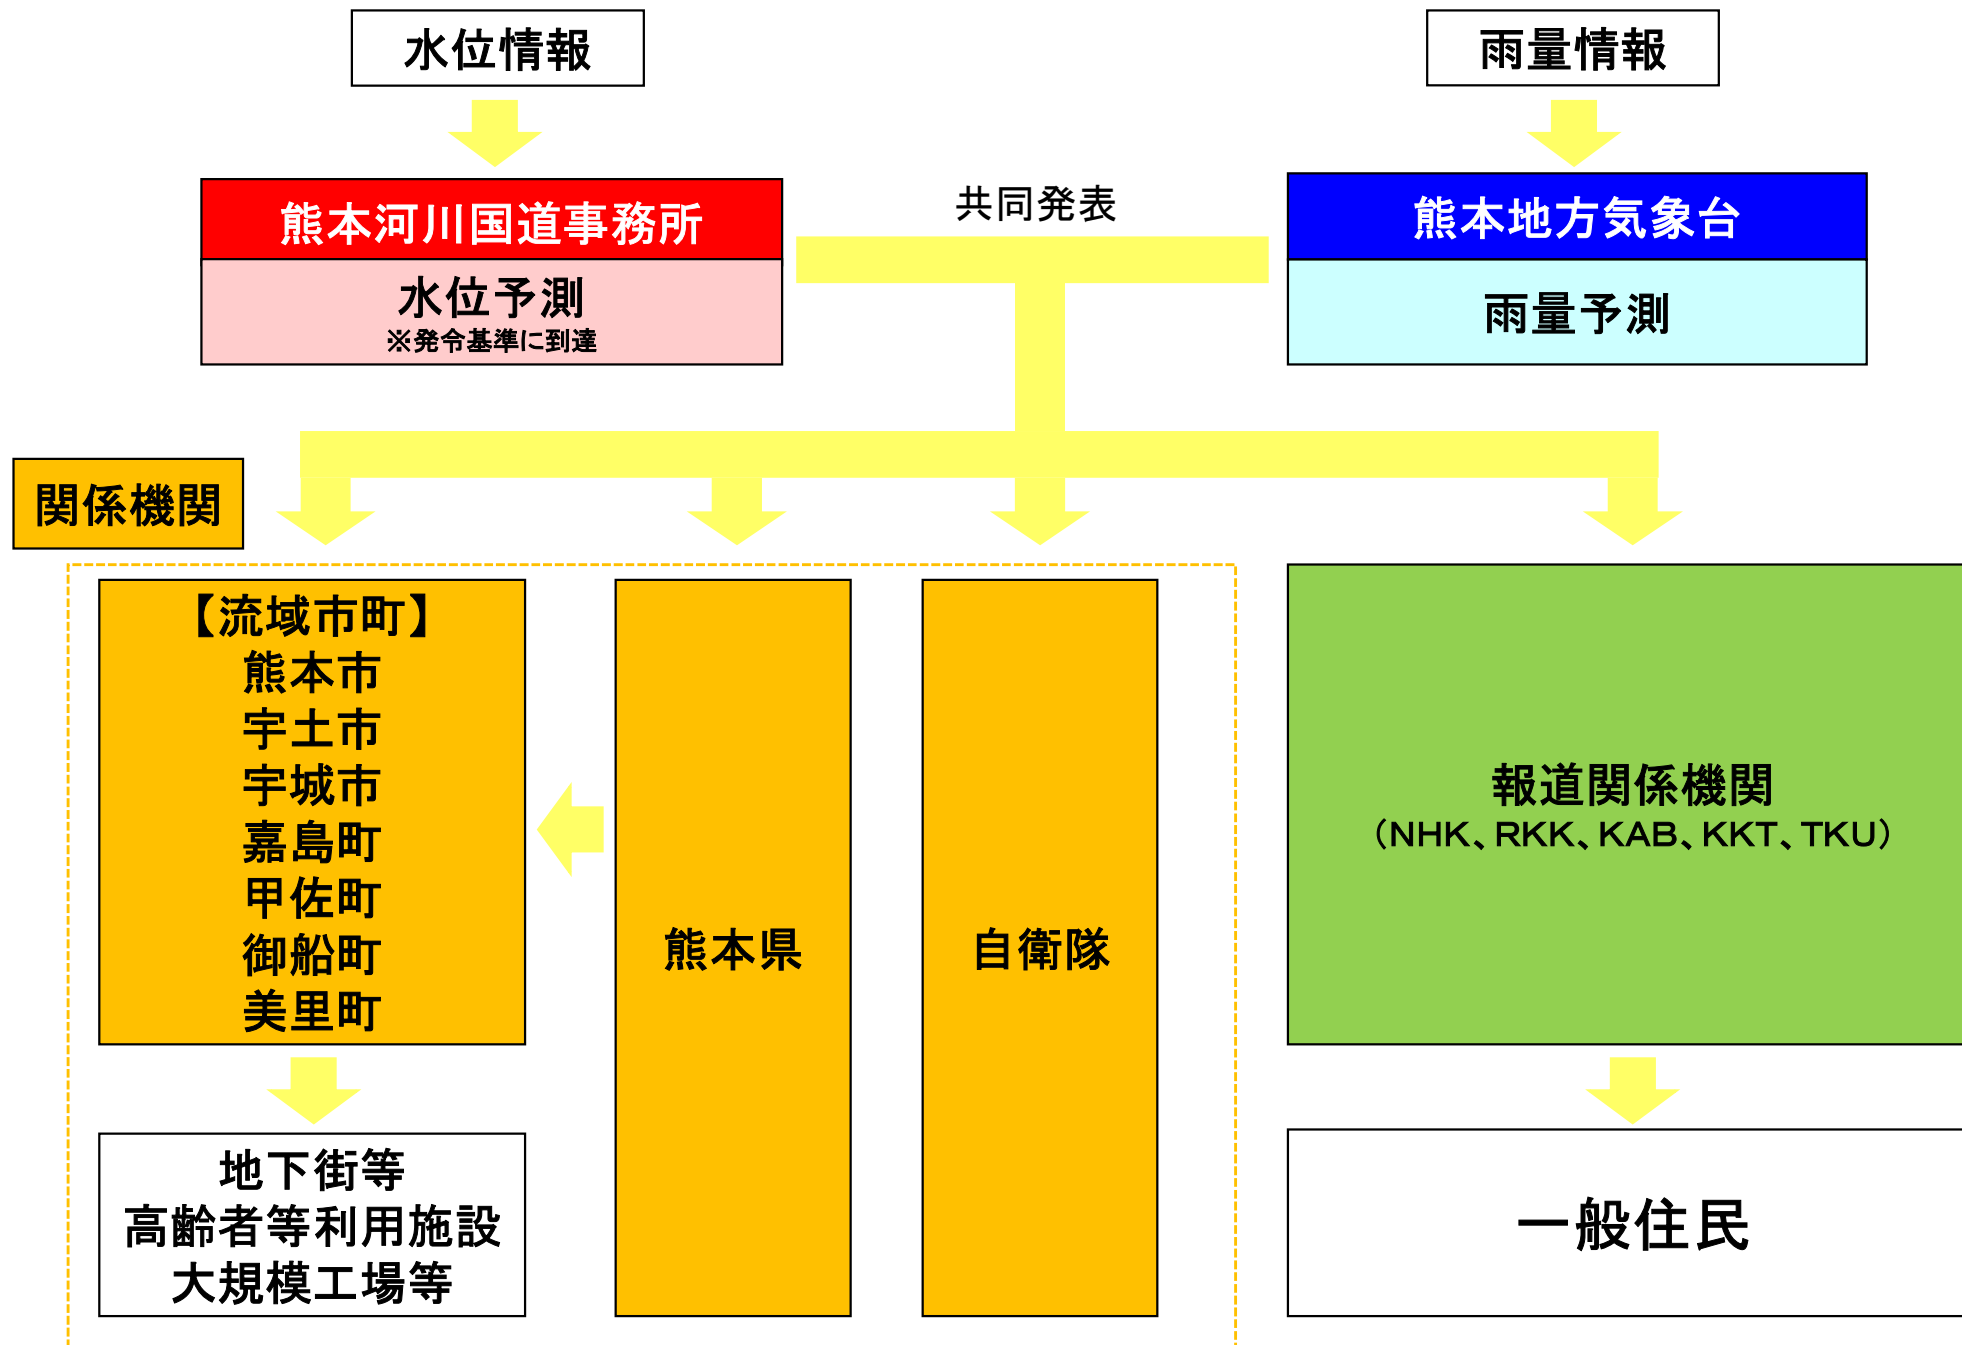 水位情報
雨量情報
熊本河川国道事務所
水位予測
※発令基準に到達
共同発表
熊本地方気象台
雨量予測
関係機関
【流域市町】
熊本市
宇土市
宇城市
嘉島町
甲佐町
御船町
美里町
熊本県
自衛隊
報道関係機関
（NHK、RKK、KAB、KKT、TKU）
地下街等
高齢者等利用施設
大規模工場等
一般住民